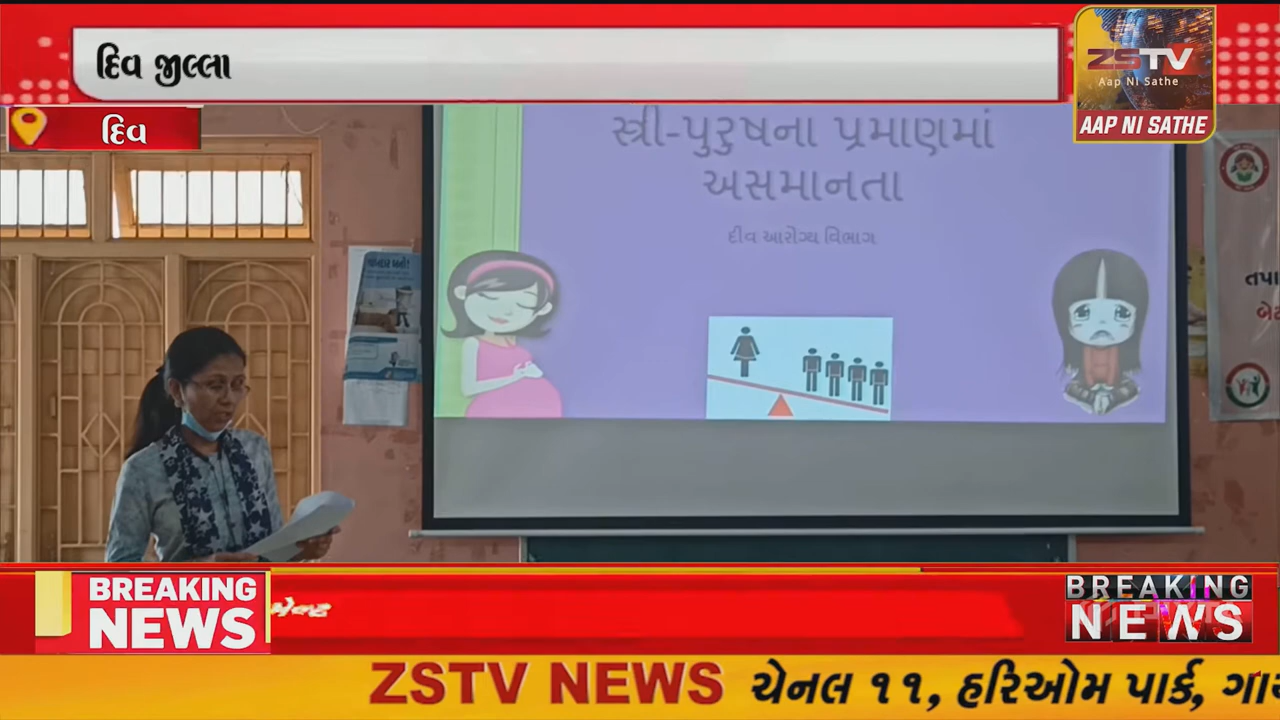 દિવ જીલ્લા
ZSTV
Aap Ni Sathe
AAP NI SATHE
દિવ
સ્ત્રી-પુરુષના પ્રમાણમાં
અસમાનતા
દીવ આરોગ્ય વિભાગ
તપા
બેટ
BREAKING
NEWS
BREAKING
NEWS
ZSTV NEWS ચેનલ ૧૧, હરિઓમ પાર્ક,